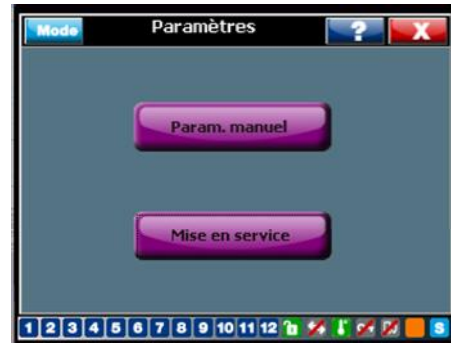 Mode Paramètres ? X
Param. manuel
Mise en service
1 2 3 4 5 6 7 8 9 10 11 12 S